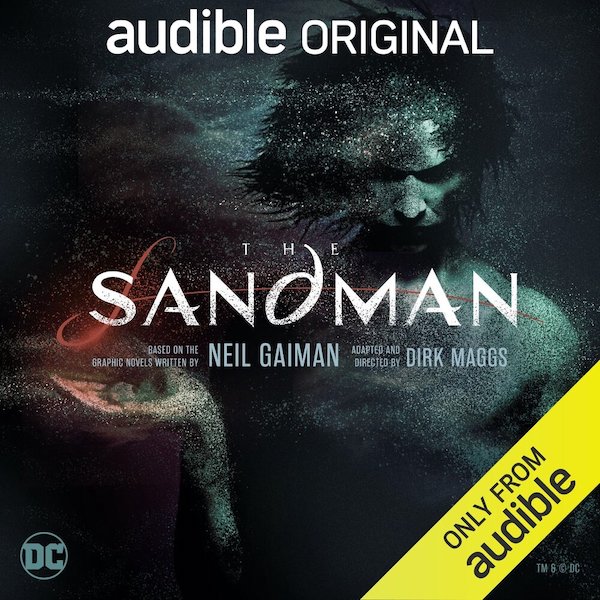 audible ORIGINAL
THE
SANDMAN
BASED ON THE
GRAPHIC NOVELS WRITTEN BY
NEIL GAIMAN
ADAPTED AND
DIRECTED BY
DIRK MAGGS
ONLY FROM
audible
DC
TM & © DC